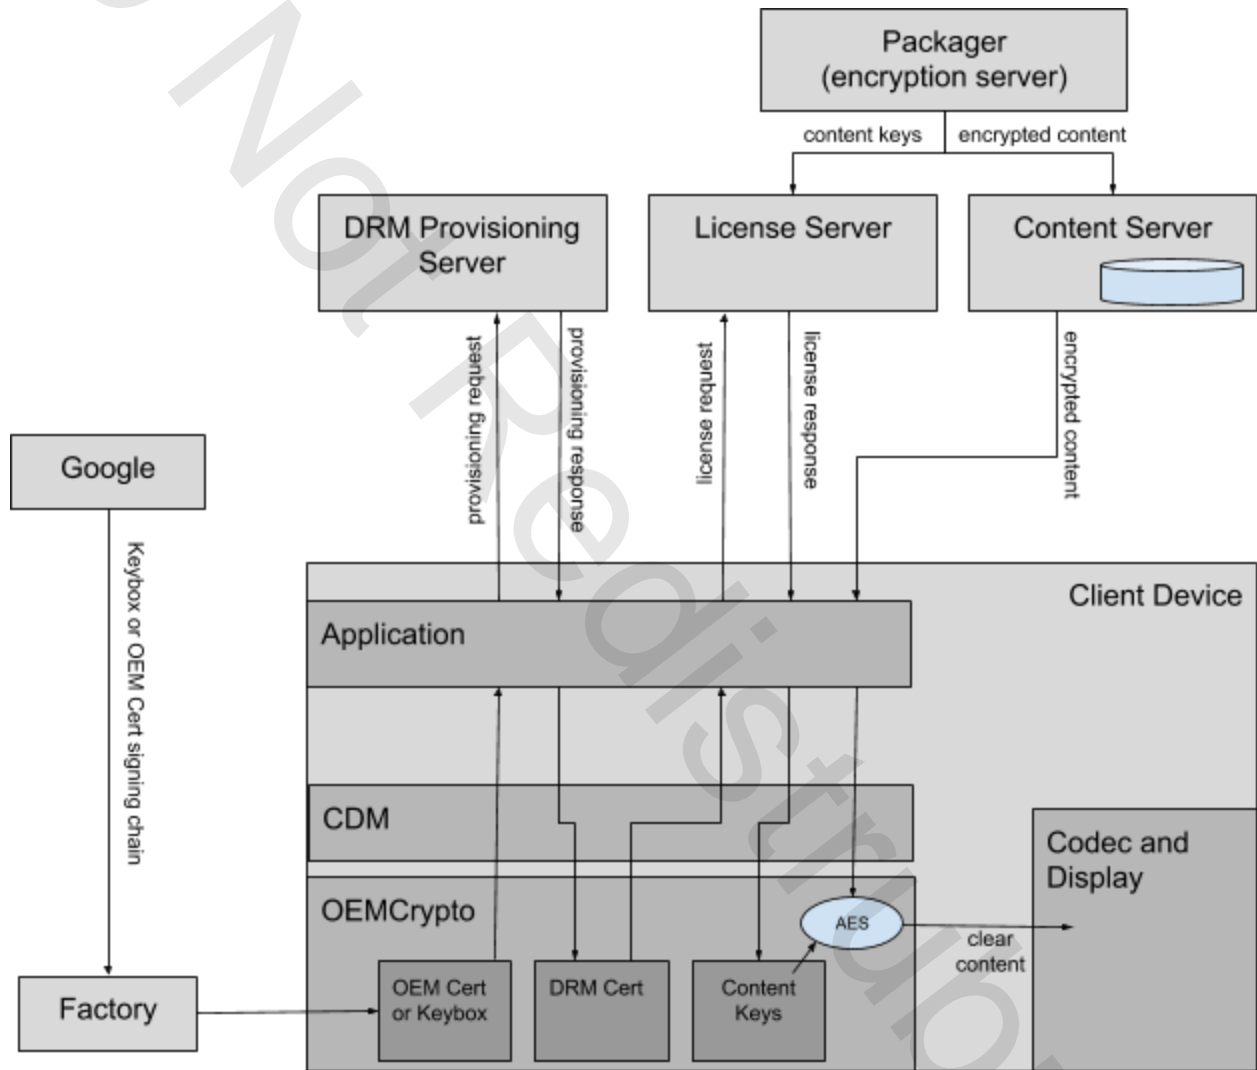 Packager
(encryption server)
content keys
encrypted content
DRM Provisioning
Server
License Server
Content Server
provisioning request
provisioning response
license request
license response
encrypted content
Google
Keybox or OEM Cert signing chain
Client Device
Application
CDM
Codec and
Display
OEMCrypto
AES
clear
content
OEM Cert
or Keybox
DRM Cert
Content
Keys
Factory
Not Redistribu